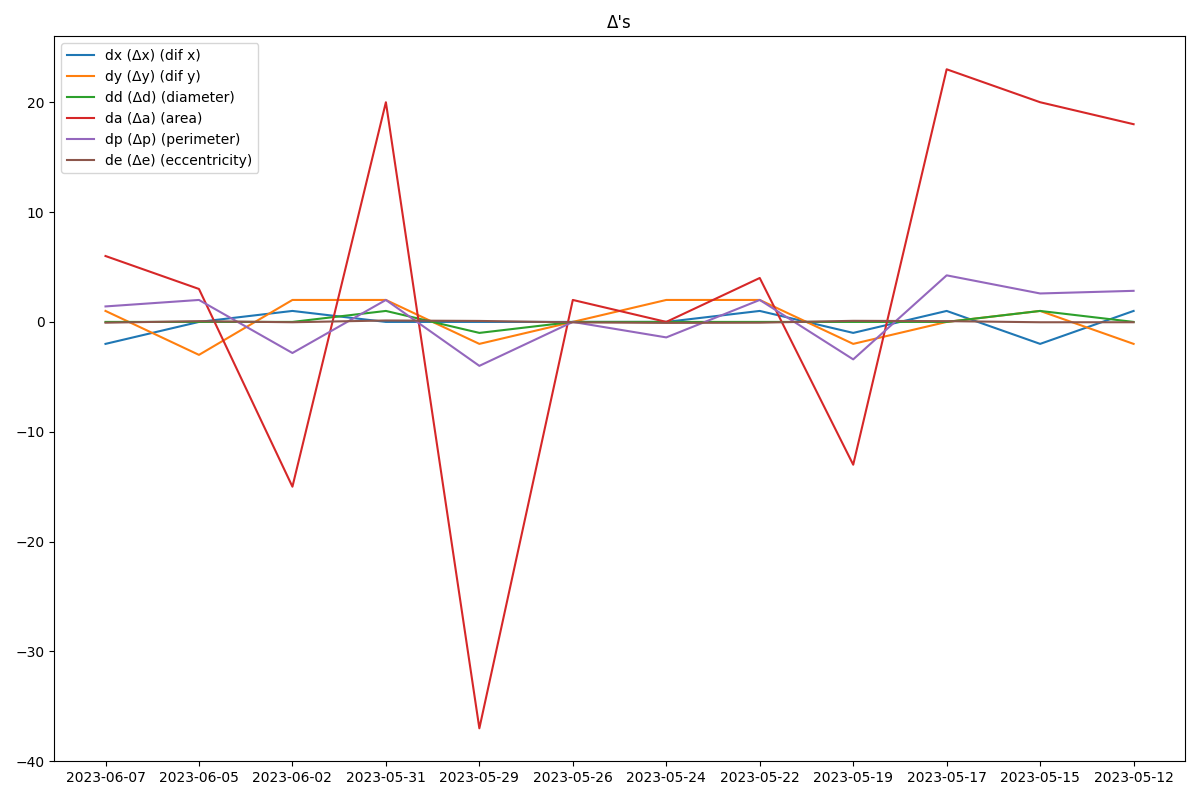 Δ's
dx (Δx) (dif x)
dy (Δy) (dif y)
dd (Δd) (diameter)
da (Δa) (area)
dp (Δp) (perimeter)
de (Δe) (eccentricity)
20
10
0
−10
−20
−30
−40
2023-06-07 2023-06-05 2023-06-02 2023-05-31 2023-05-29 2023-05-26 2023-05-24 2023-05-22 2023-05-19 2023-05-17 2023-05-15 2023-05-12